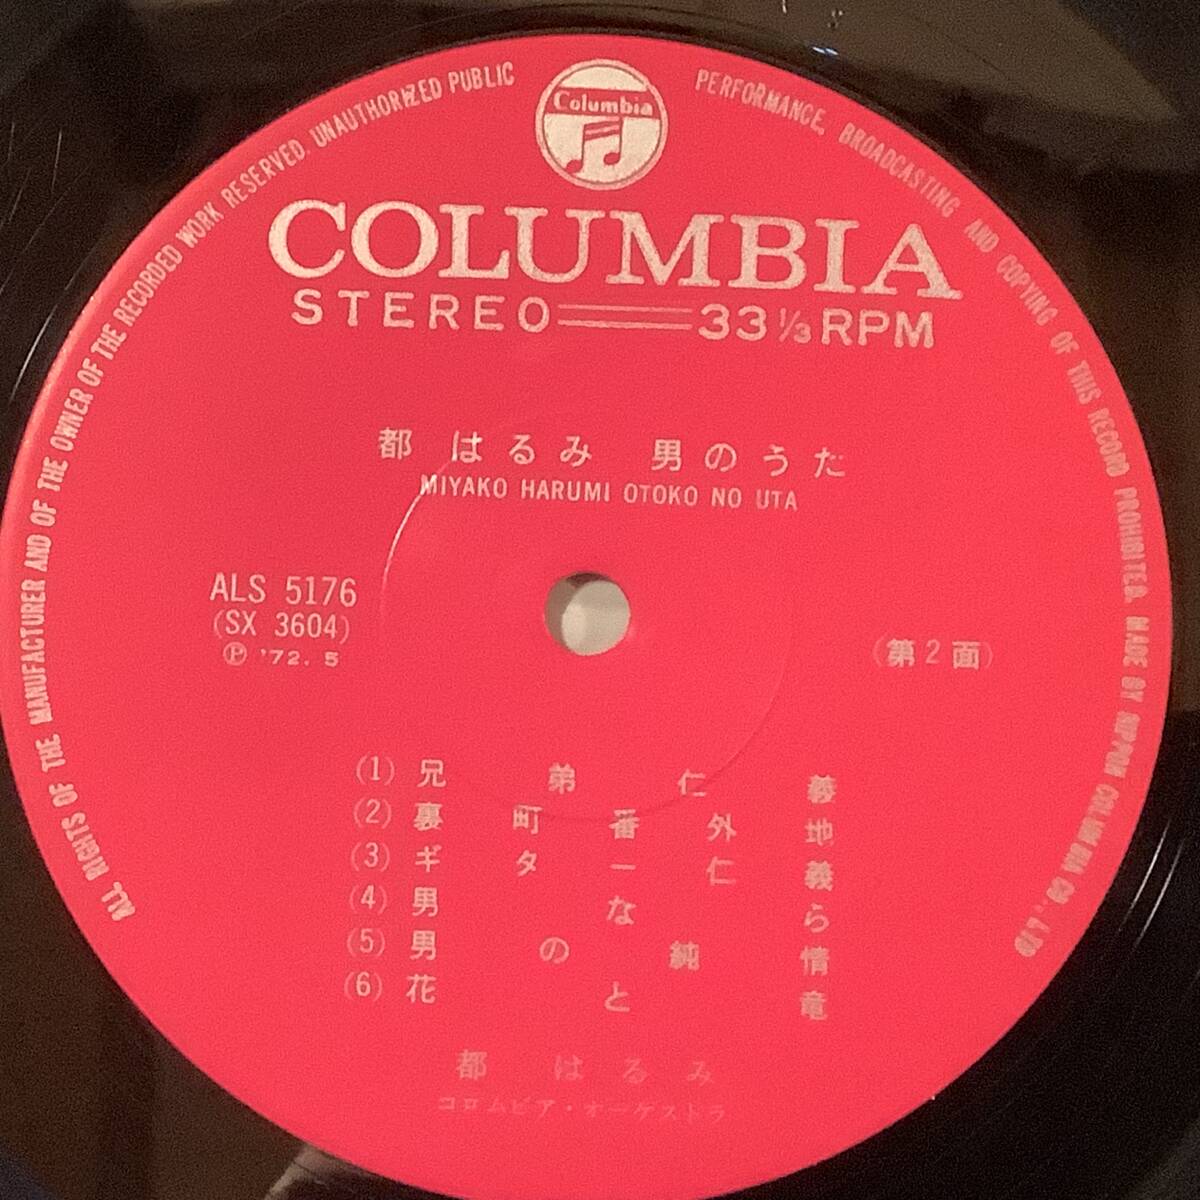 ALL RIGHTS OF THE MANUFACTURER AND OF THE OWNER OF THE RECORDED WORK RESERVED. UNAUTHORIZED PUBLIC PERFORMANCE, BROADCASTING AND COPYING OF THIS RECORD PROHIBITED. MADE BY NIPPON COLUMBIA CO., LTD
Columbia
COLUMBIA
STEREO 33 1/3 RPM
都 はるみ 男のうた
MIYAKO HARUMI OTOKO NO UTA
ALS 5176
(SX 3604)
Ⓟ '72. 5
(第2面)
(1) 兄弟仁義
(2) 裏町番外地
(3) ギター仁義
(4) 男なら
(5) 男の純情
(6) 花と竜
都 はるみ
コロムビア・オーケストラ